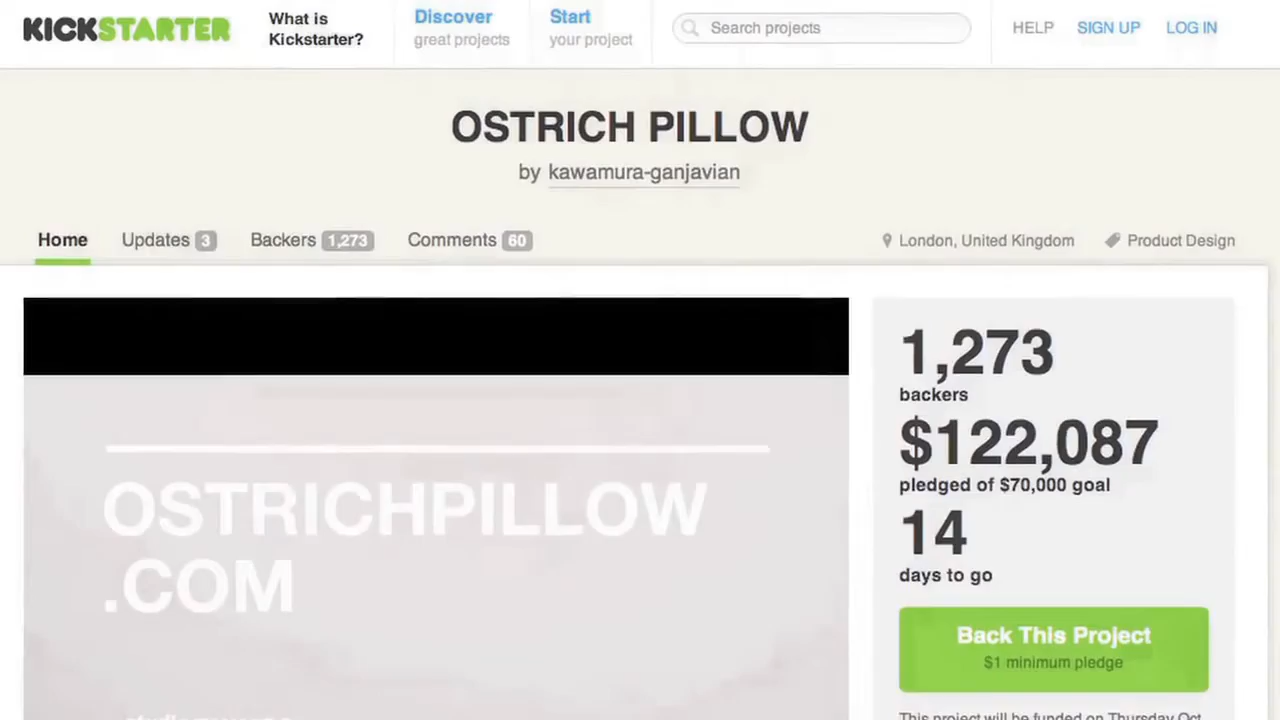 KICKSTARTER
What is
Kickstarter?
Discover
great projects
Start
your project
Search projects
HELP
SIGN UP
LOG IN
OSTRICH PILLOW
by kawamura-ganjavian
Home
Updates 3
Backers 1,273
Comments 60
London, United Kingdom
Product Design
OSTRICHPILLOW
.COM
1,273
backers
$122,087
pledged of $70,000 goal
14
days to go
Back This Project
$1 minimum pledge
This project will be funded on Thursday Oct